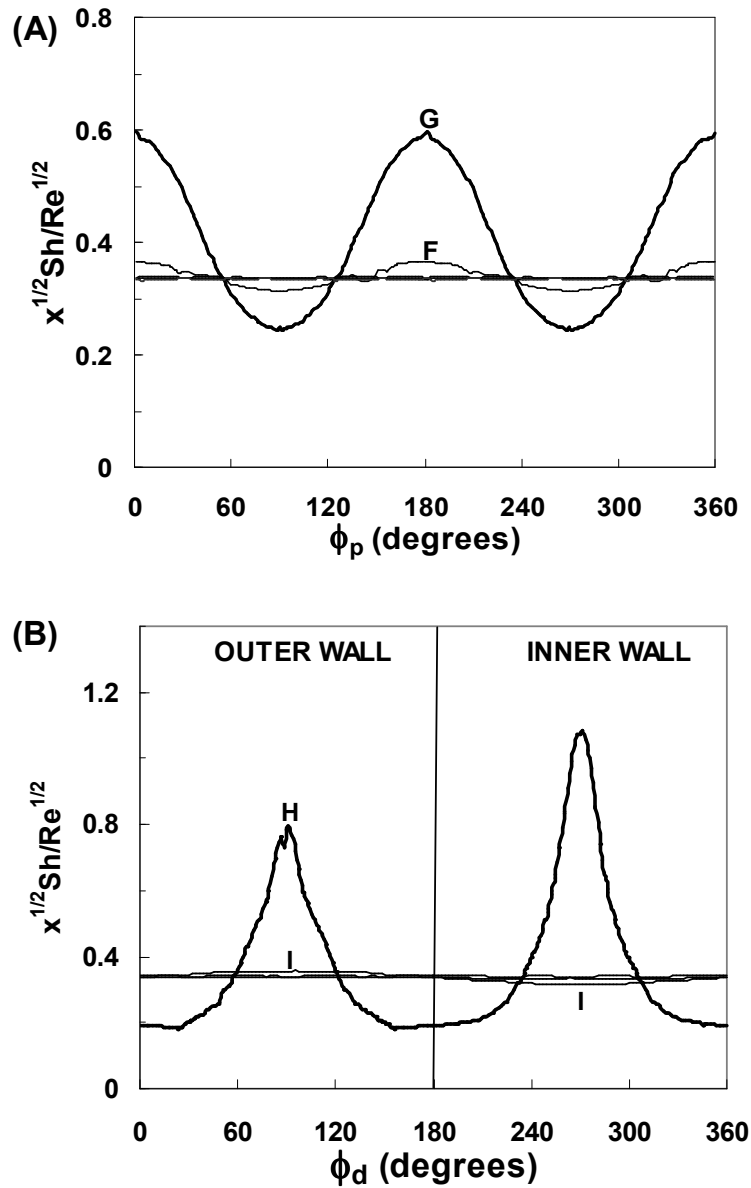 (A)
0.8
0.6
0.4
0.2
0
x1/2Sh/Re1/2
G
F
0 60 120 180 240 300 360
ϕp (degrees)
(B)
OUTER WALL INNER WALL
1.2
0.8
0.4
0
x1/2Sh/Re1/2
H
I
I
0 60 120 180 240 300 360
ϕd (degrees)